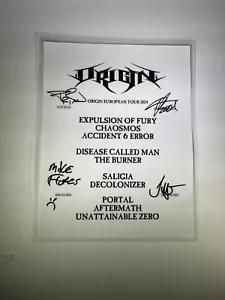 ORIGIN
ORIGIN EUROPEAN TOUR 2014
EXPULSION OF FURY
CHAOSMOS
ACCIDENT & ERROR
DISEASE CALLED MAN
THE BURNER
MIKE
FLORES
SALIGIA
DECOLONIZER
PORTAL
AFTERMATH
UNATTAINABLE ZERO